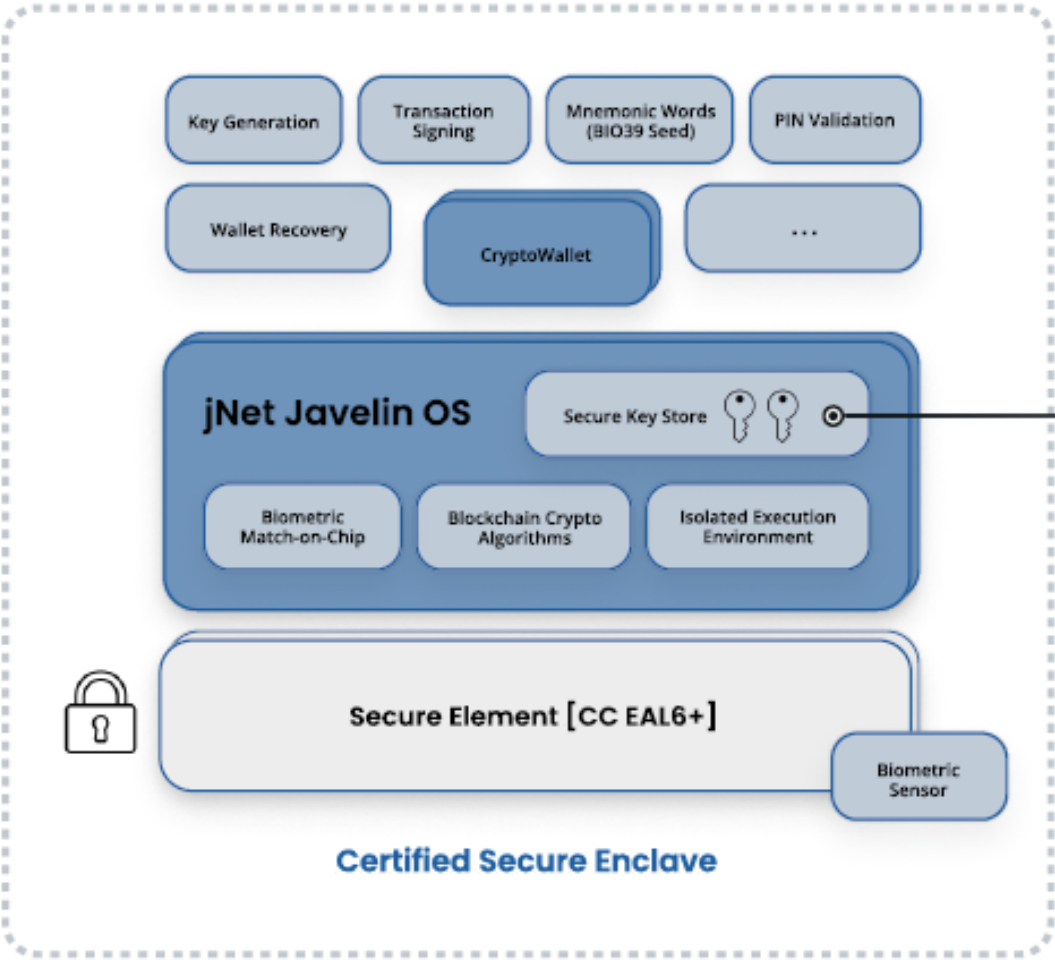 Key Generation
Transaction
Signing
Mnemonic Words
(BIO39 Seed)
PIN Validation
Wallet Recovery
CryptoWallet
...
jNet Javelin OS
Secure Key Store
Biometric
Match-on-Chip
Blockchain Crypto
Algorithms
Isolated Execution
Environment
Secure Element [CC EAL6+]
Biometric
Sensor
Certified Secure Enclave